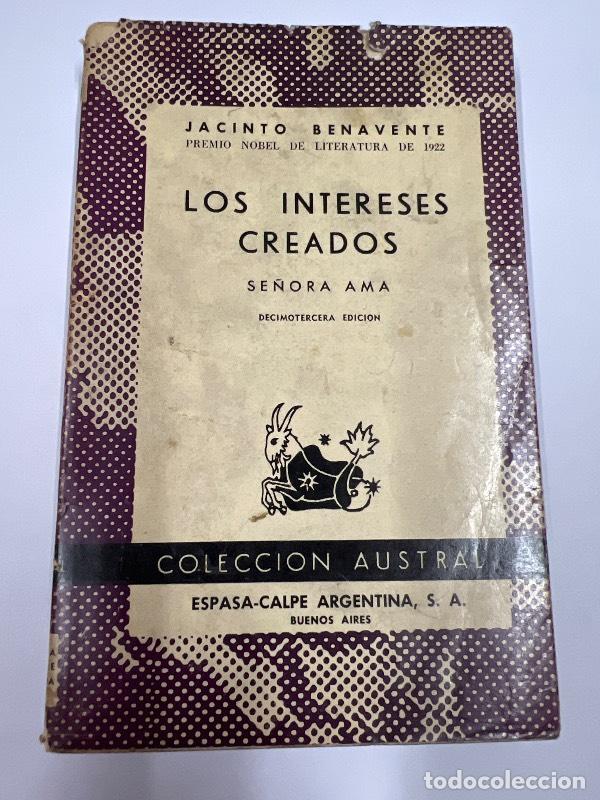 JACINTO BENAVENTE
PREMIO NOBEL DE LITERATURA DE 1922
LOS INTERESES
CREADOS
SEÑORA AMA
DECIMOTERCERA EDICION
COLECCION AUSTRAL
ESPASA-CALPE ARGENTINA, S. A.
BUENOS AIRES
todocoleccion